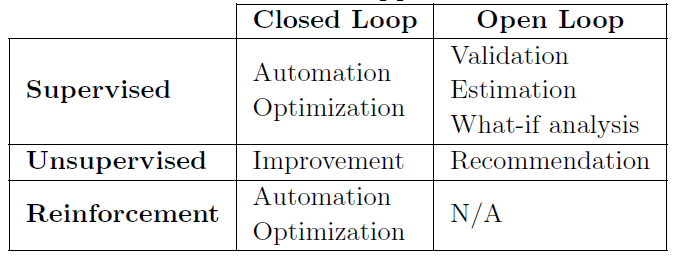 Closed Loop Open Loop
Supervised
Automation
Optimization
Validation
Estimation
What-if analysis
Unsupervised Improvement Recommendation
Reinforcement
Automation
Optimization
N/A